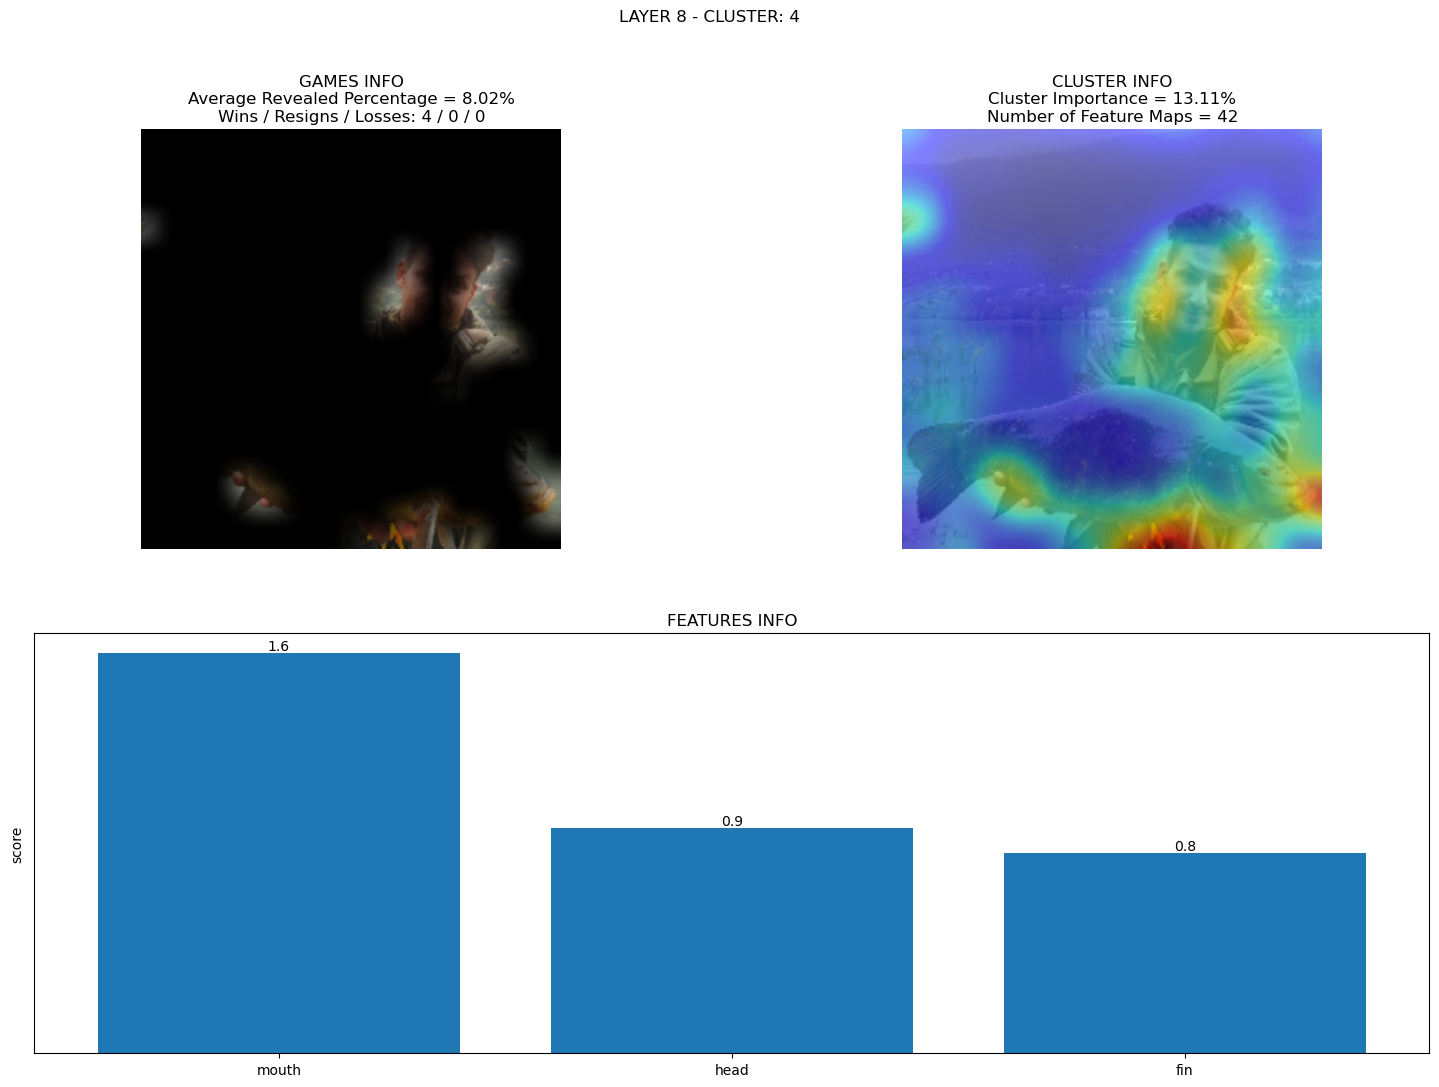 LAYER 8 - CLUSTER: 4
GAMES INFO
Average Revealed Percentage = 8.02%
Wins / Resigns / Losses: 4 / 0 / 0
CLUSTER INFO
Cluster Importance = 13.11%
Number of Feature Maps = 42
FEATURES INFO
score
1.6
0.9
0.8
mouth
head
fin